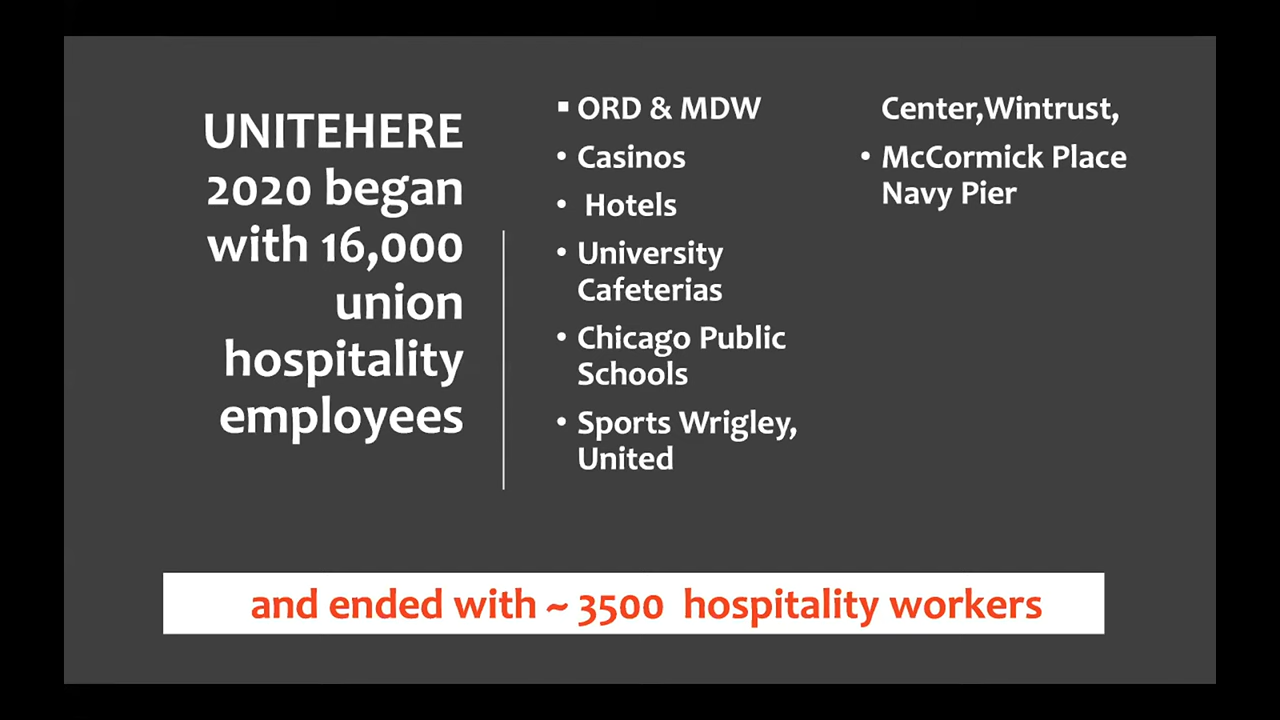 UNITEHERE
2020 began
with 16,000
union
hospitality
employees
▪ ORD & MDW
• Casinos
• Hotels
• University
Cafeterias
• Chicago Public
Schools
• Sports Wrigley,
United
Center,Wintrust,
• McCormick Place
Navy Pier
and ended with ~ 3500 hospitality workers